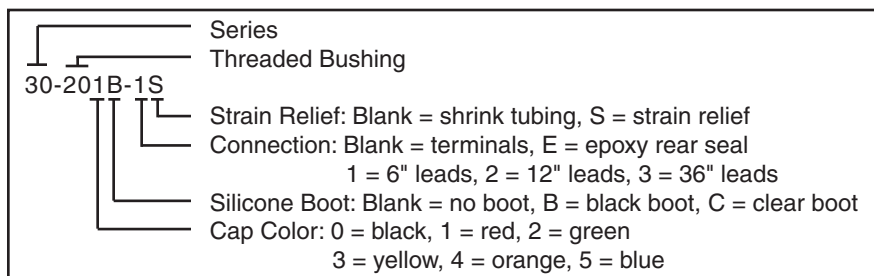 Series
Threaded Bushing
30-201B-1S
Strain Relief: Blank = shrink tubing, S = strain relief
Connection: Blank = terminals, E = epoxy rear seal
1 = 6" leads, 2 = 12" leads, 3 = 36" leads
Silicone Boot: Blank = no boot, B = black boot, C = clear boot
Cap Color: 0 = black, 1 = red, 2 = green
3 = yellow, 4 = orange, 5 = blue